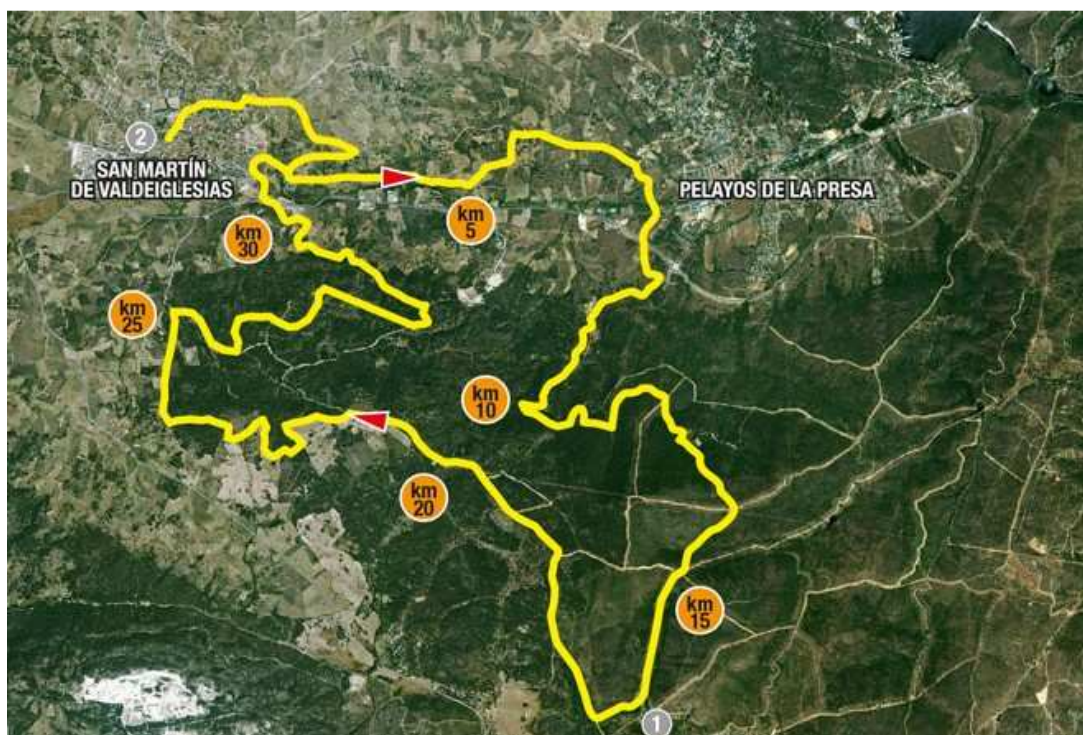 2
SAN MARTÍN
DE VALDEIGLESIAS
PELAYOS DE LA PRESA
km
5
km
30
km
25
km
10
km
20
km
15
1